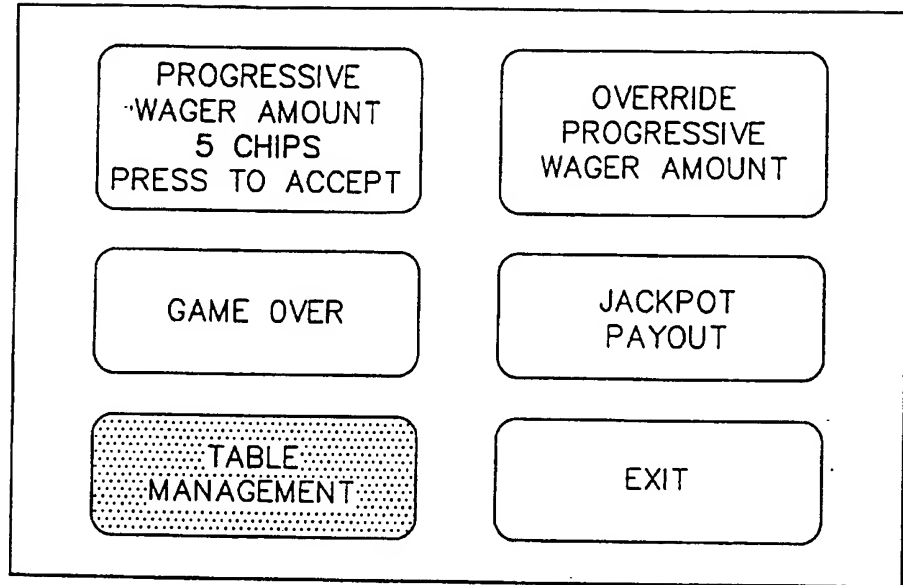 PROGRESSIVE
WAGER AMOUNT
5 CHIPS
PRESS TO ACCEPT
OVERRIDE
PROGRESSIVE
WAGER AMOUNT
GAME OVER
JACKPOT
PAYOUT
TABLE
MANAGEMENT
EXIT